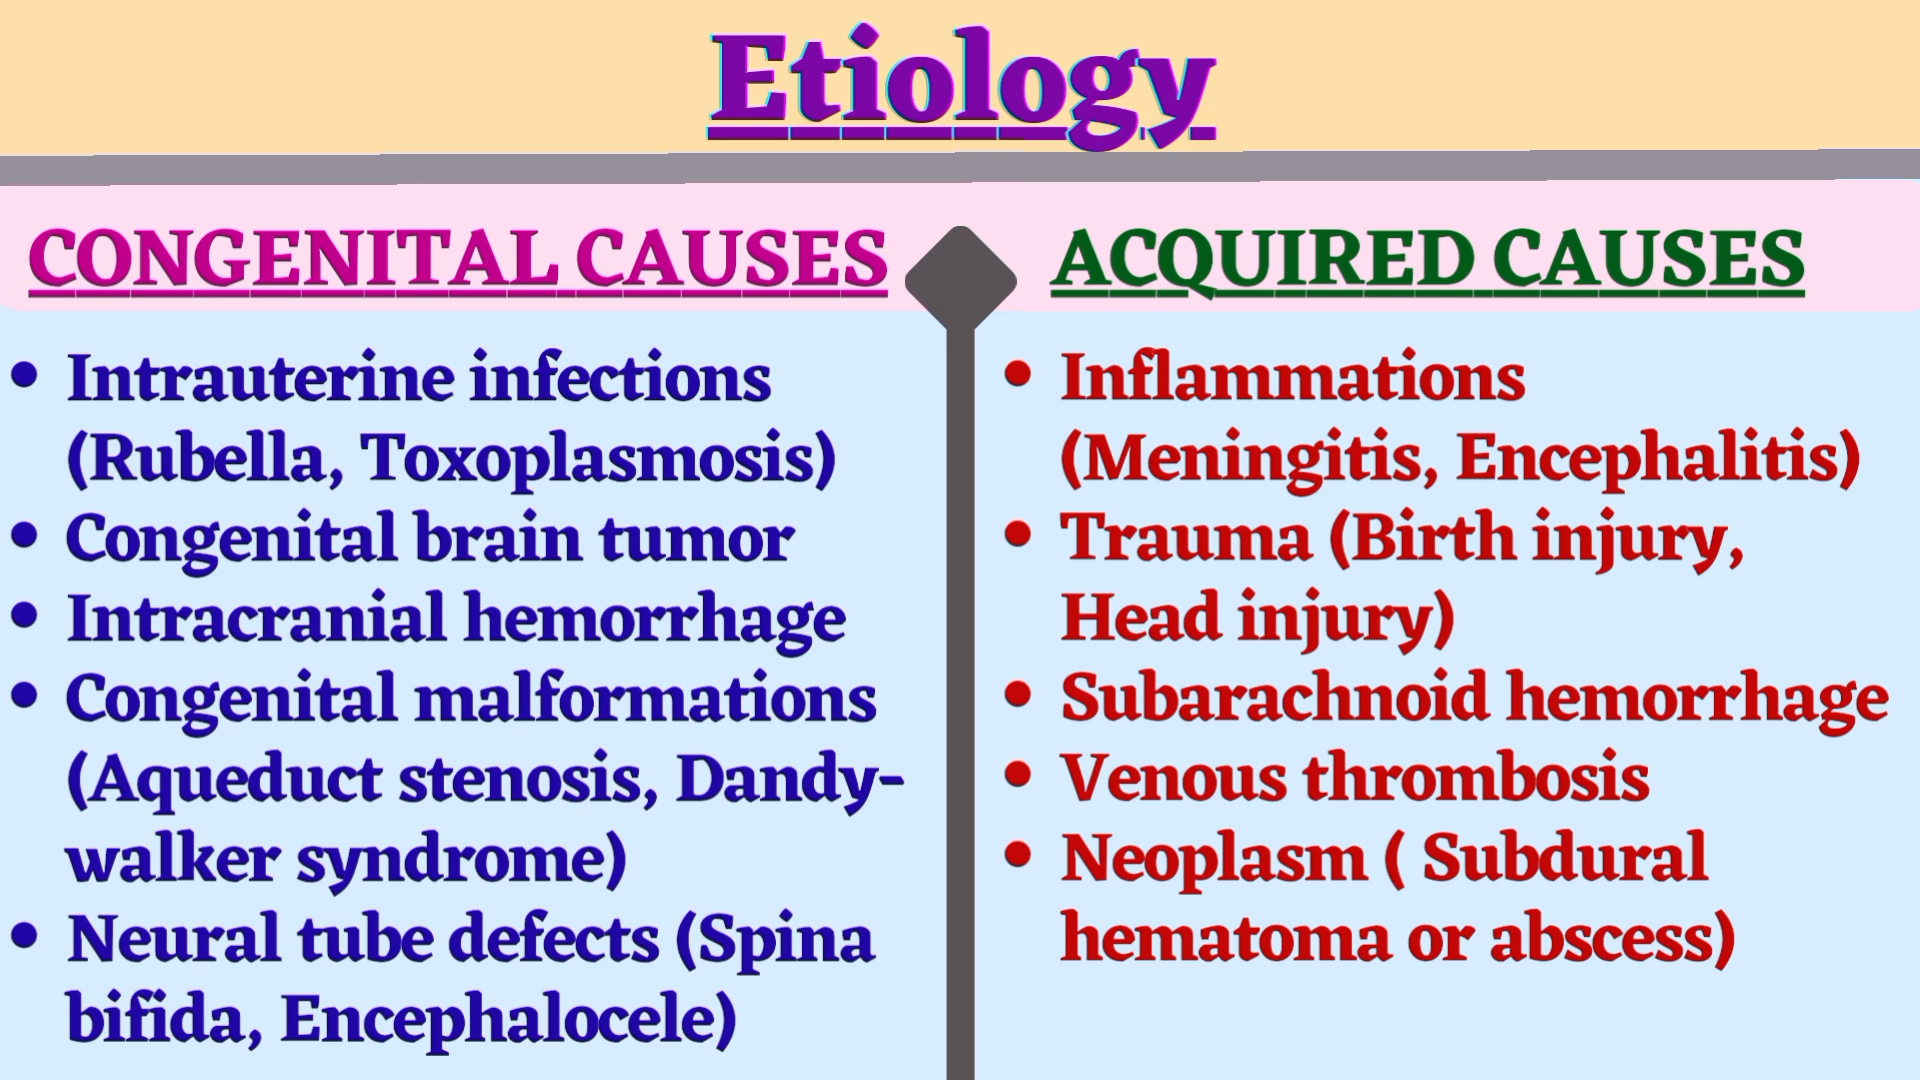 Etiology
CONGENITAL CAUSES
• Intrauterine infections
(Rubella, Toxoplasmosis)
• Congenital brain tumor
• Intracranial hemorrhage
• Congenital malformations
(Aqueduct stenosis, Dandy-
walker syndrome)
• Neural tube defects (Spina
bifida, Encephalocele)
ACQUIRED CAUSES
• Inflammations
(Meningitis, Encephalitis)
• Trauma (Birth injury,
Head injury)
• Subarachnoid hemorrhage
• Venous thrombosis
• Neoplasm ( Subdural
hematoma or abscess)